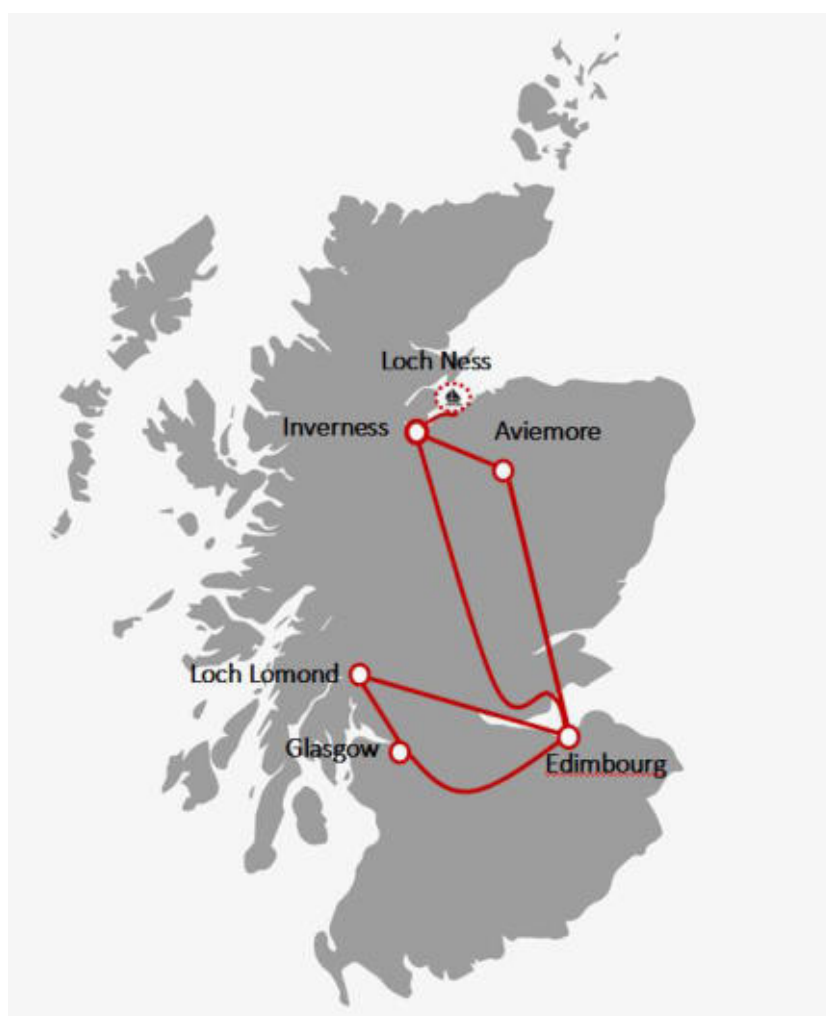 Loch Ness
Inverness
Aviemore
Loch Lomond
Glasgow
Edimbourg